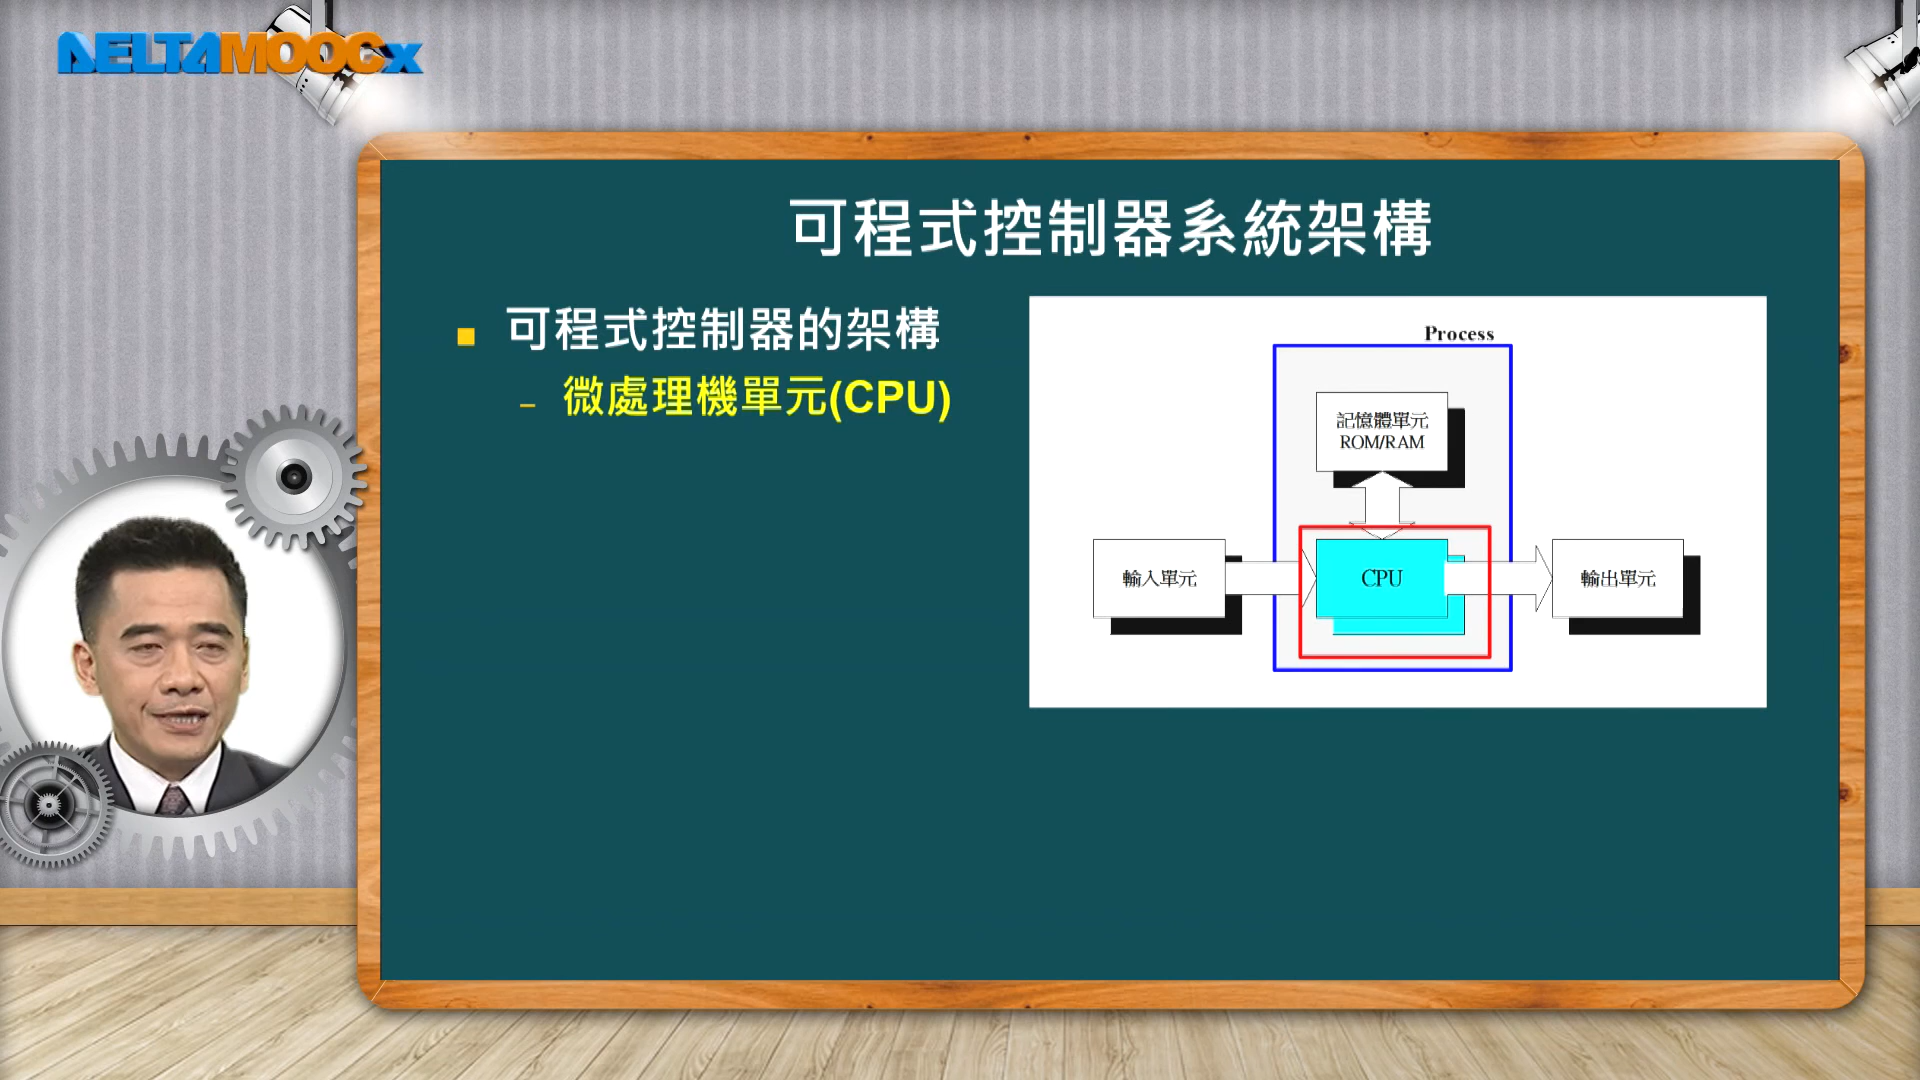 DELTAMOOCx
可程式控制器系統架構
可程式控制器的架構
– 微處理機單元(CPU)
Process
記憶體單元
ROM/RAM
輸入單元
CPU
輸出單元